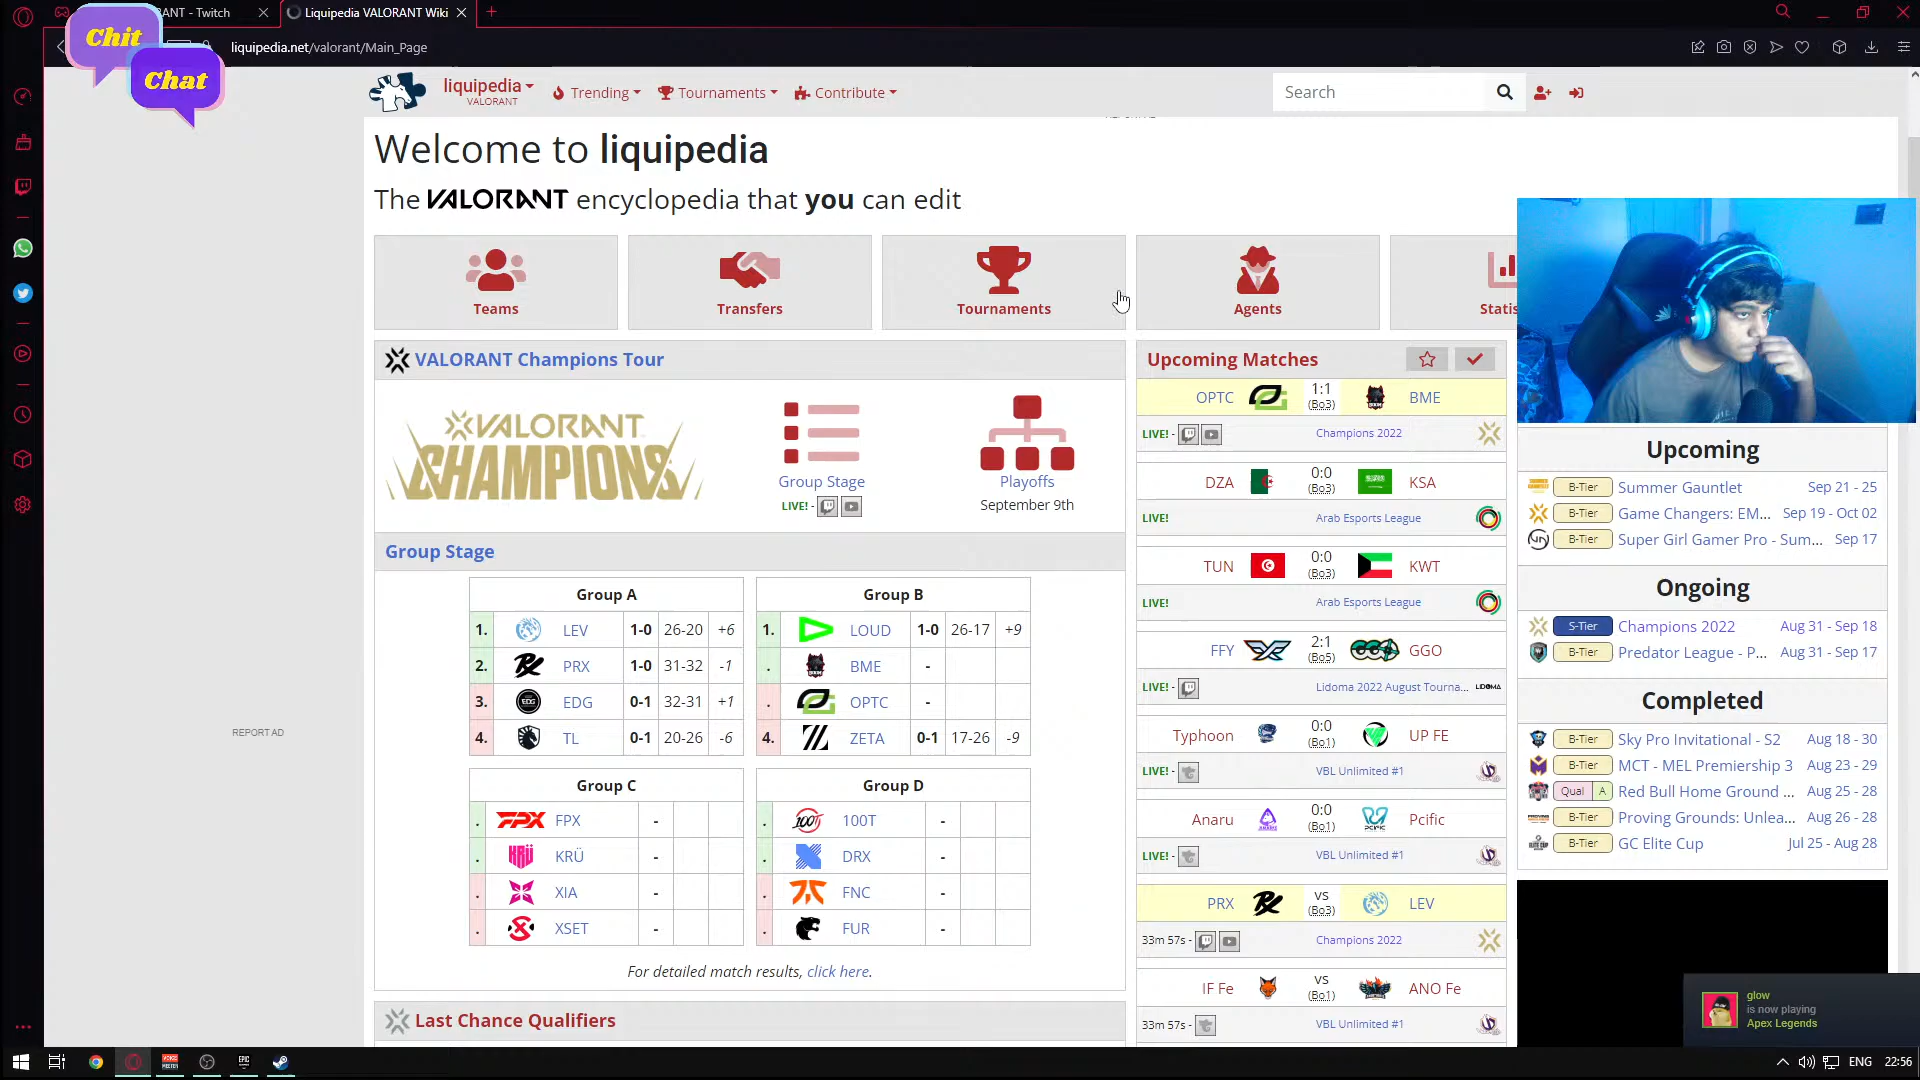 ANT - Twitch
Liquipedia VALORANT Wiki
Chit
Chat
liquipedia.net/valorant/Main_Page
liquipedia
VALORANT
Trending
Tournaments
Contribute
Search
Welcome to liquipedia
The VALORANT encyclopedia that you can edit
Teams
Transfers
Tournaments
Agents
Statis
VALORANT Champions Tour
VALORANT
CHAMPIONS
Group Stage
LIVE! -
Playoffs
September 9th
Group Stage
Group A
1. LEV 1-0 26-20 +6
2. PRX 1-0 31-32 -1
3. EDG 0-1 32-31 +1
4. TL 0-1 20-26 -6
Group B
1. LOUD 1-0 26-17 +9
. BME -
. OPTC -
4. ZETA 0-1 17-26 -9
Group C
. FPX -
. KRÜ -
. XIA -
. XSET -
Group D
. 100T -
. DRX -
. FNC -
. FUR -
For detailed match results, click here.
Last Chance Qualifiers
REPORT AD
Upcoming Matches
OPTC 1:1 (Bo3) BME
LIVE! - Champions 2022
DZA 0:0 (Bo3) KSA
LIVE! Arab Esports League
TUN 0:0 (Bo3) KWT
LIVE! Arab Esports League
FFY 2:1 (Bo5) GGO
LIVE! - Lidoma 2022 August Tourna... LIDOMA
Typhoon 0:0 (Bo1) UP FE
LIVE! - VBL Unlimited #1
Anaru 0:0 (Bo1) Pcific
LIVE! - VBL Unlimited #1
PRX vs (Bo3) LEV
33m 57s - Champions 2022
IF Fe vs (Bo1) ANO Fe
33m 57s - VBL Unlimited #1
Upcoming
B-Tier Summer Gauntlet Sep 21 - 25
B-Tier Game Changers: EM... Sep 19 - Oct 02
B-Tier Super Girl Gamer Pro - Sum... Sep 17
Ongoing
S-Tier Champions 2022 Aug 31 - Sep 18
B-Tier Predator League - P... Aug 31 - Sep 17
Completed
B-Tier Sky Pro Invitational - S2 Aug 18 - 30
B-Tier MCT - MEL Premiership 3 Aug 23 - 29
Qual A Red Bull Home Ground ... Aug 25 - 28
B-Tier Proving Grounds: Unlea... Aug 26 - 28
B-Tier GC Elite Cup Jul 25 - Aug 28
glow
is now playing
Apex Legends
ENG 22:56